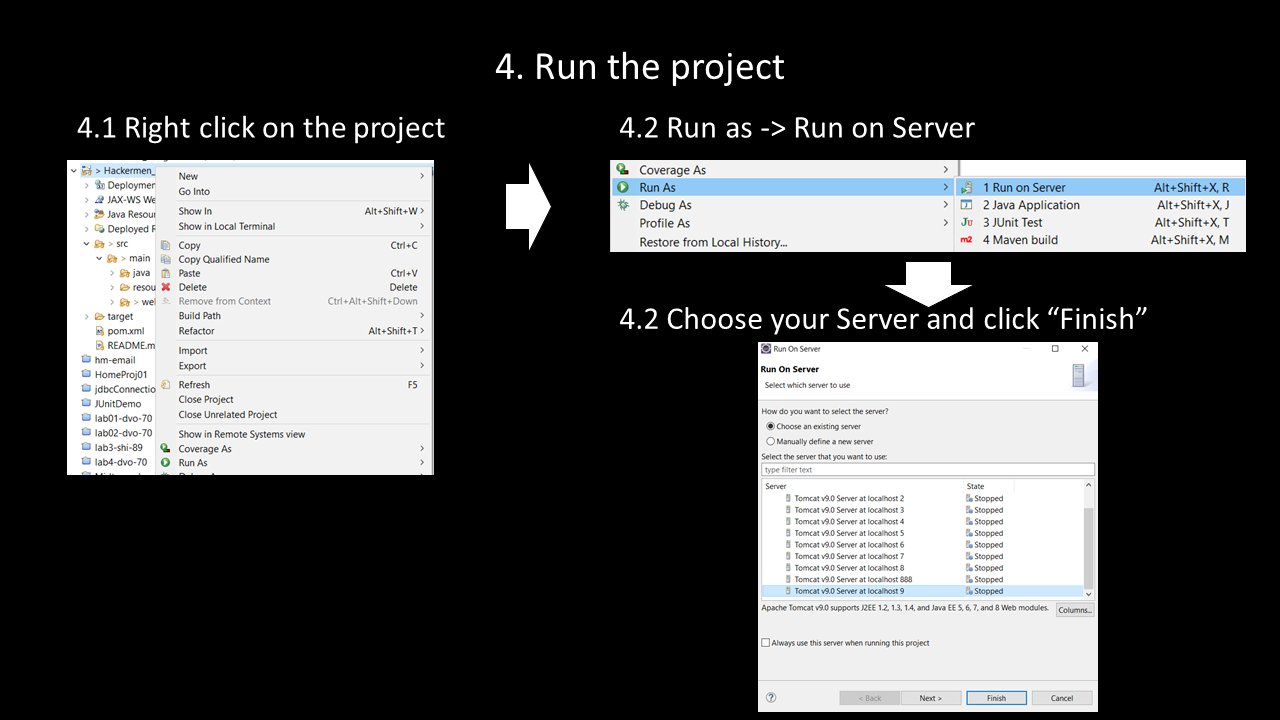 4. Run the project
4.1 Right click on the project
> Hackermen_
Deploymen
JAX-WS We
Java Resour
Deployed R
> src
> main
java
resou
> we
target
pom.xml
README.m
hm-email
HomeProj01
jdbcConnectio
JUnitDemo
lab01-dvo-70
lab02-dvo-70
lab3-shi-89
lab4-dvo-70
New >
Go Into
Show In Alt+Shift+W >
Show in Local Terminal >
Copy Ctrl+C
Copy Qualified Name
Paste Ctrl+V
Delete Delete
Remove from Context Ctrl+Alt+Shift+Down
Build Path >
Refactor Alt+Shift+T >
Import >
Export >
Refresh F5
Close Project
Close Unrelated Project
Show in Remote Systems view
Coverage As >
Run As >
4.2 Run as -> Run on Server
Coverage As >
Run As >
Debug As >
Profile As >
Restore from Local History...
1 Run on Server Alt+Shift+X, R
2 Java Application Alt+Shift+X, J
Ju 3 JUnit Test Alt+Shift+X, T
m2 4 Maven build Alt+Shift+X, M
4.2 Choose your Server and click “Finish”
Run On Server
Run On Server
Select which server to use
How do you want to select the server?
Choose an existing server
Manually define a new server
Select the server that you want to use:
type filter text
Server State
Tomcat v9.0 Server at localhost 2 Stopped
Tomcat v9.0 Server at localhost 3 Stopped
Tomcat v9.0 Server at localhost 4 Stopped
Tomcat v9.0 Server at localhost 5 Stopped
Tomcat v9.0 Server at localhost 6 Stopped
Tomcat v9.0 Server at localhost 7 Stopped
Tomcat v9.0 Server at localhost 8 Stopped
Tomcat v9.0 Server at localhost 888 Stopped
Tomcat v9.0 Server at localhost 9 Stopped
Apache Tomcat v9.0 supports J2EE 1.2, 1.3, 1.4, and Java EE 5, 6, 7, and 8 Web modules.
Columns...
Always use this server when running this project
? < Back Next > Finish Cancel